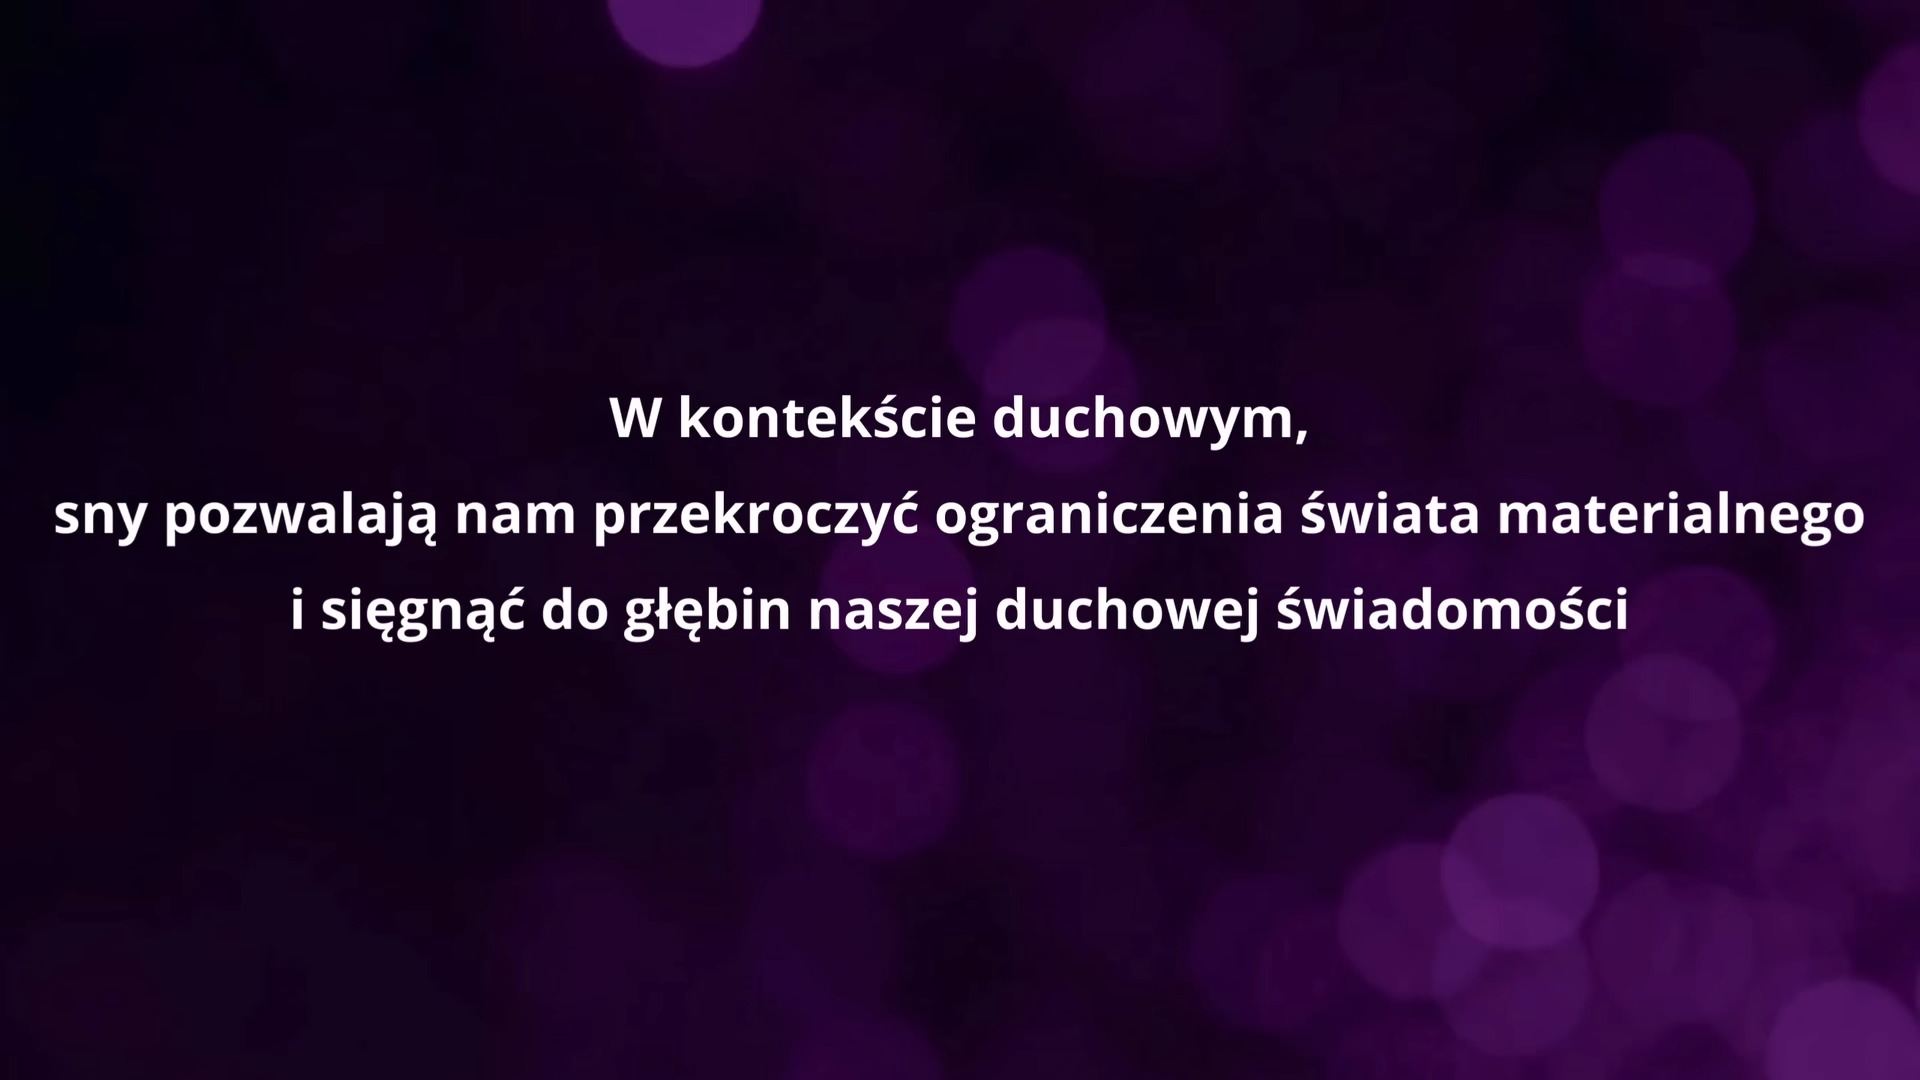 W kontekście duchowym,
sny pozwalają nam przekroczyć ograniczenia świata materialnego
i sięgnąć do głębin naszej duchowej świadomości